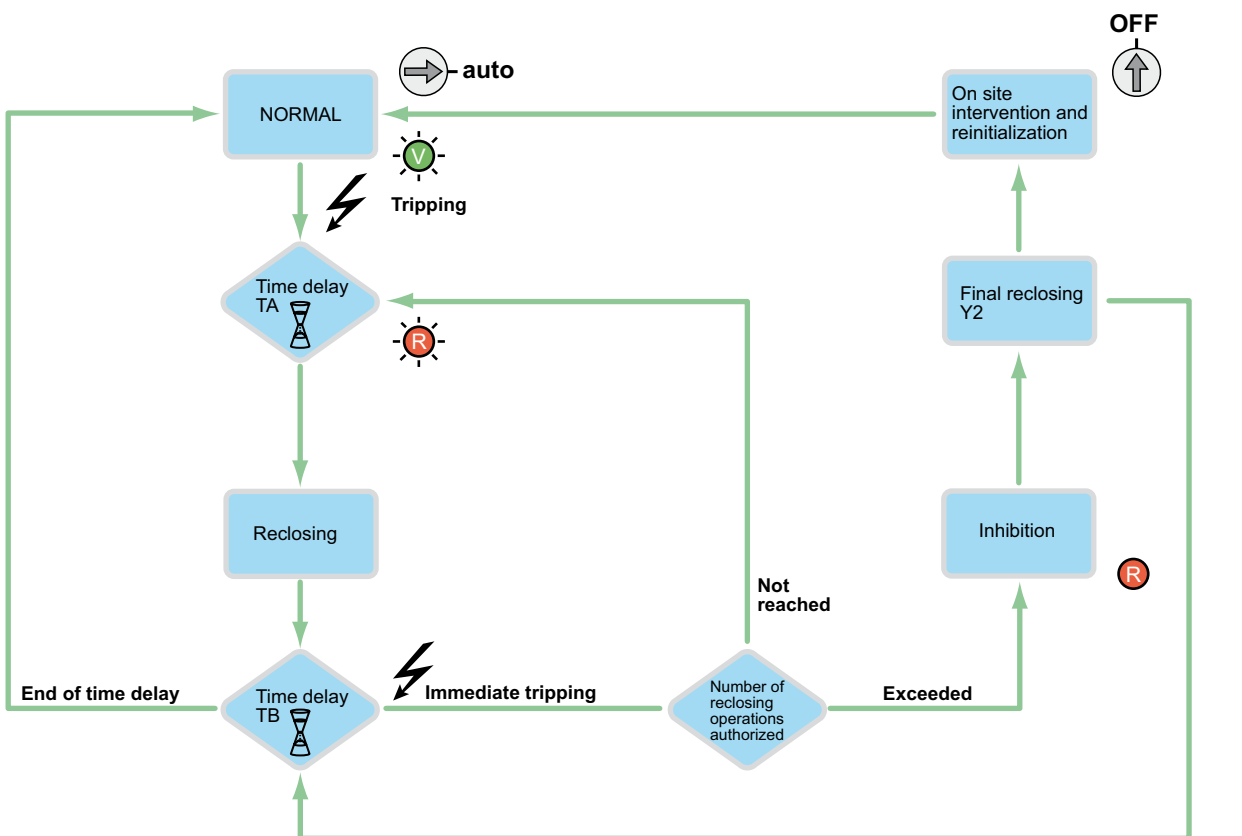 OFF
auto
NORMAL
On site
intervention and
reinitialization
V
Tripping
Time delay
TA
Final reclosing
Y2
R
Reclosing
Inhibition
R
Not
reached
End of time delay
Time delay
TB
Immediate tripping
Number of
reclosing
operations
authorized
Exceeded